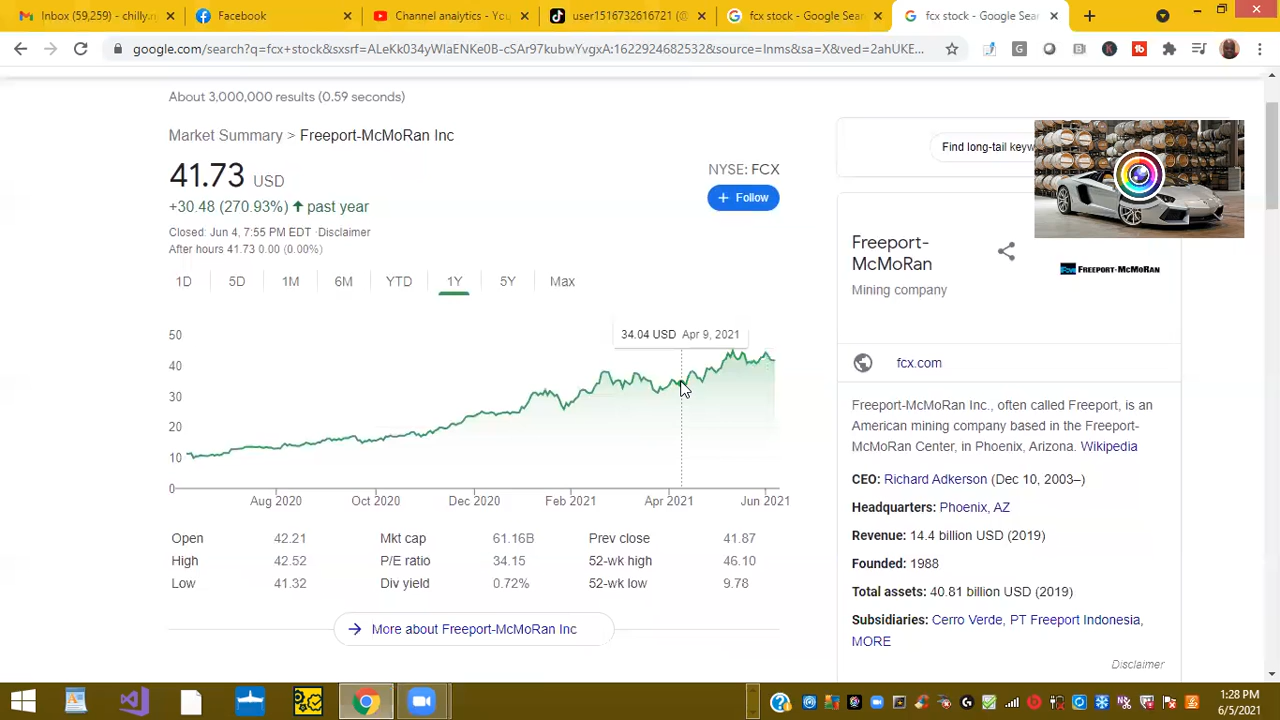 Inbox (59,259) - chilly.r
Facebook
Channel analytics - You
user1516732616721 (@
fcx stock - Google Sear
fcx stock - Google Sear
google.com/search?q=fcx+stock&sxsrf=ALeKk034yWIaENKe0B-cSAr97kubwYvgxA:1622924682532&source=lnms&sa=X&ved=2ahUKE...
About 3,000,000 results (0.59 seconds)
Market Summary > Freeport-McMoRan Inc
41.73 USD
NYSE: FCX
+30.48 (270.93%) past year
+ Follow
Closed: Jun 4, 7:55 PM EDT · Disclaimer
After hours 41.73 0.00 (0.00%)
1D 5D 1M 6M YTD 1Y 5Y Max
34.04 USD Apr 9, 2021
50
40
30
20
10
0
Aug 2020 Oct 2020 Dec 2020 Feb 2021 Apr 2021 Jun 2021
Open 42.21 Mkt cap 61.16B Prev close 41.87
High 42.52 P/E ratio 34.15 52-wk high 46.10
Low 41.32 Div yield 0.72% 52-wk low 9.78
More about Freeport-McMoRan Inc
Find long-tail keyw
Freeport-
McMoRan
FREEPORT-McMoRAN
Mining company
fcx.com
Freeport-McMoRan Inc., often called Freeport, is an
American mining company based in the Freeport-
McMoRan Center, in Phoenix, Arizona. Wikipedia
CEO: Richard Adkerson (Dec 10, 2003–)
Headquarters: Phoenix, AZ
Revenue: 14.4 billion USD (2019)
Founded: 1988
Total assets: 40.81 billion USD (2019)
Subsidiaries: Cerro Verde, PT Freeport Indonesia,
MORE
Disclaimer
1:28 PM
6/5/2021